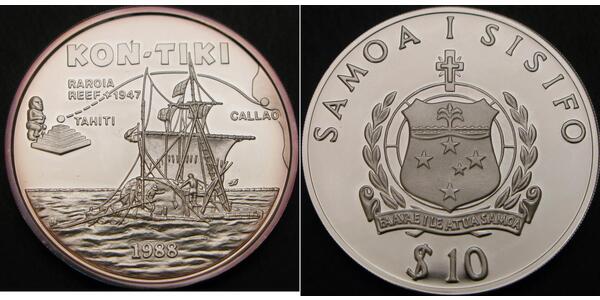 KON-TIKI
RAROIA
REEF 1947
TAHITI
CALLAO
1988
SAMOA I SISIFO
FAAVAE I LE ATUA SAMOA
$10